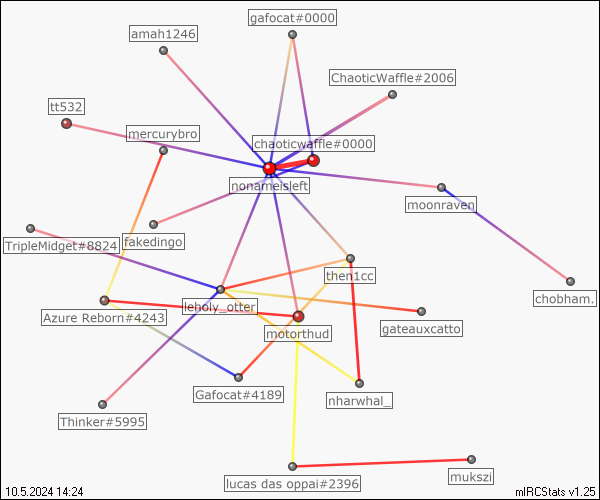 gafocat#0000
amah1246
ChaoticWaffle#2006
tt532
mercurybro
chaoticwaffle#0000
nonameisleft
moonraven
fakedingo
TripleMidget#8824
then1cc
chobham.
leholy_otter
Azure Reborn#4243
motorthud
gateauxcatto
Gafocat#4189
nharwhal_
Thinker#5995
mukszi
lucas das oppai#2396
10.5.2024 14:24
mIRCStats v1.25